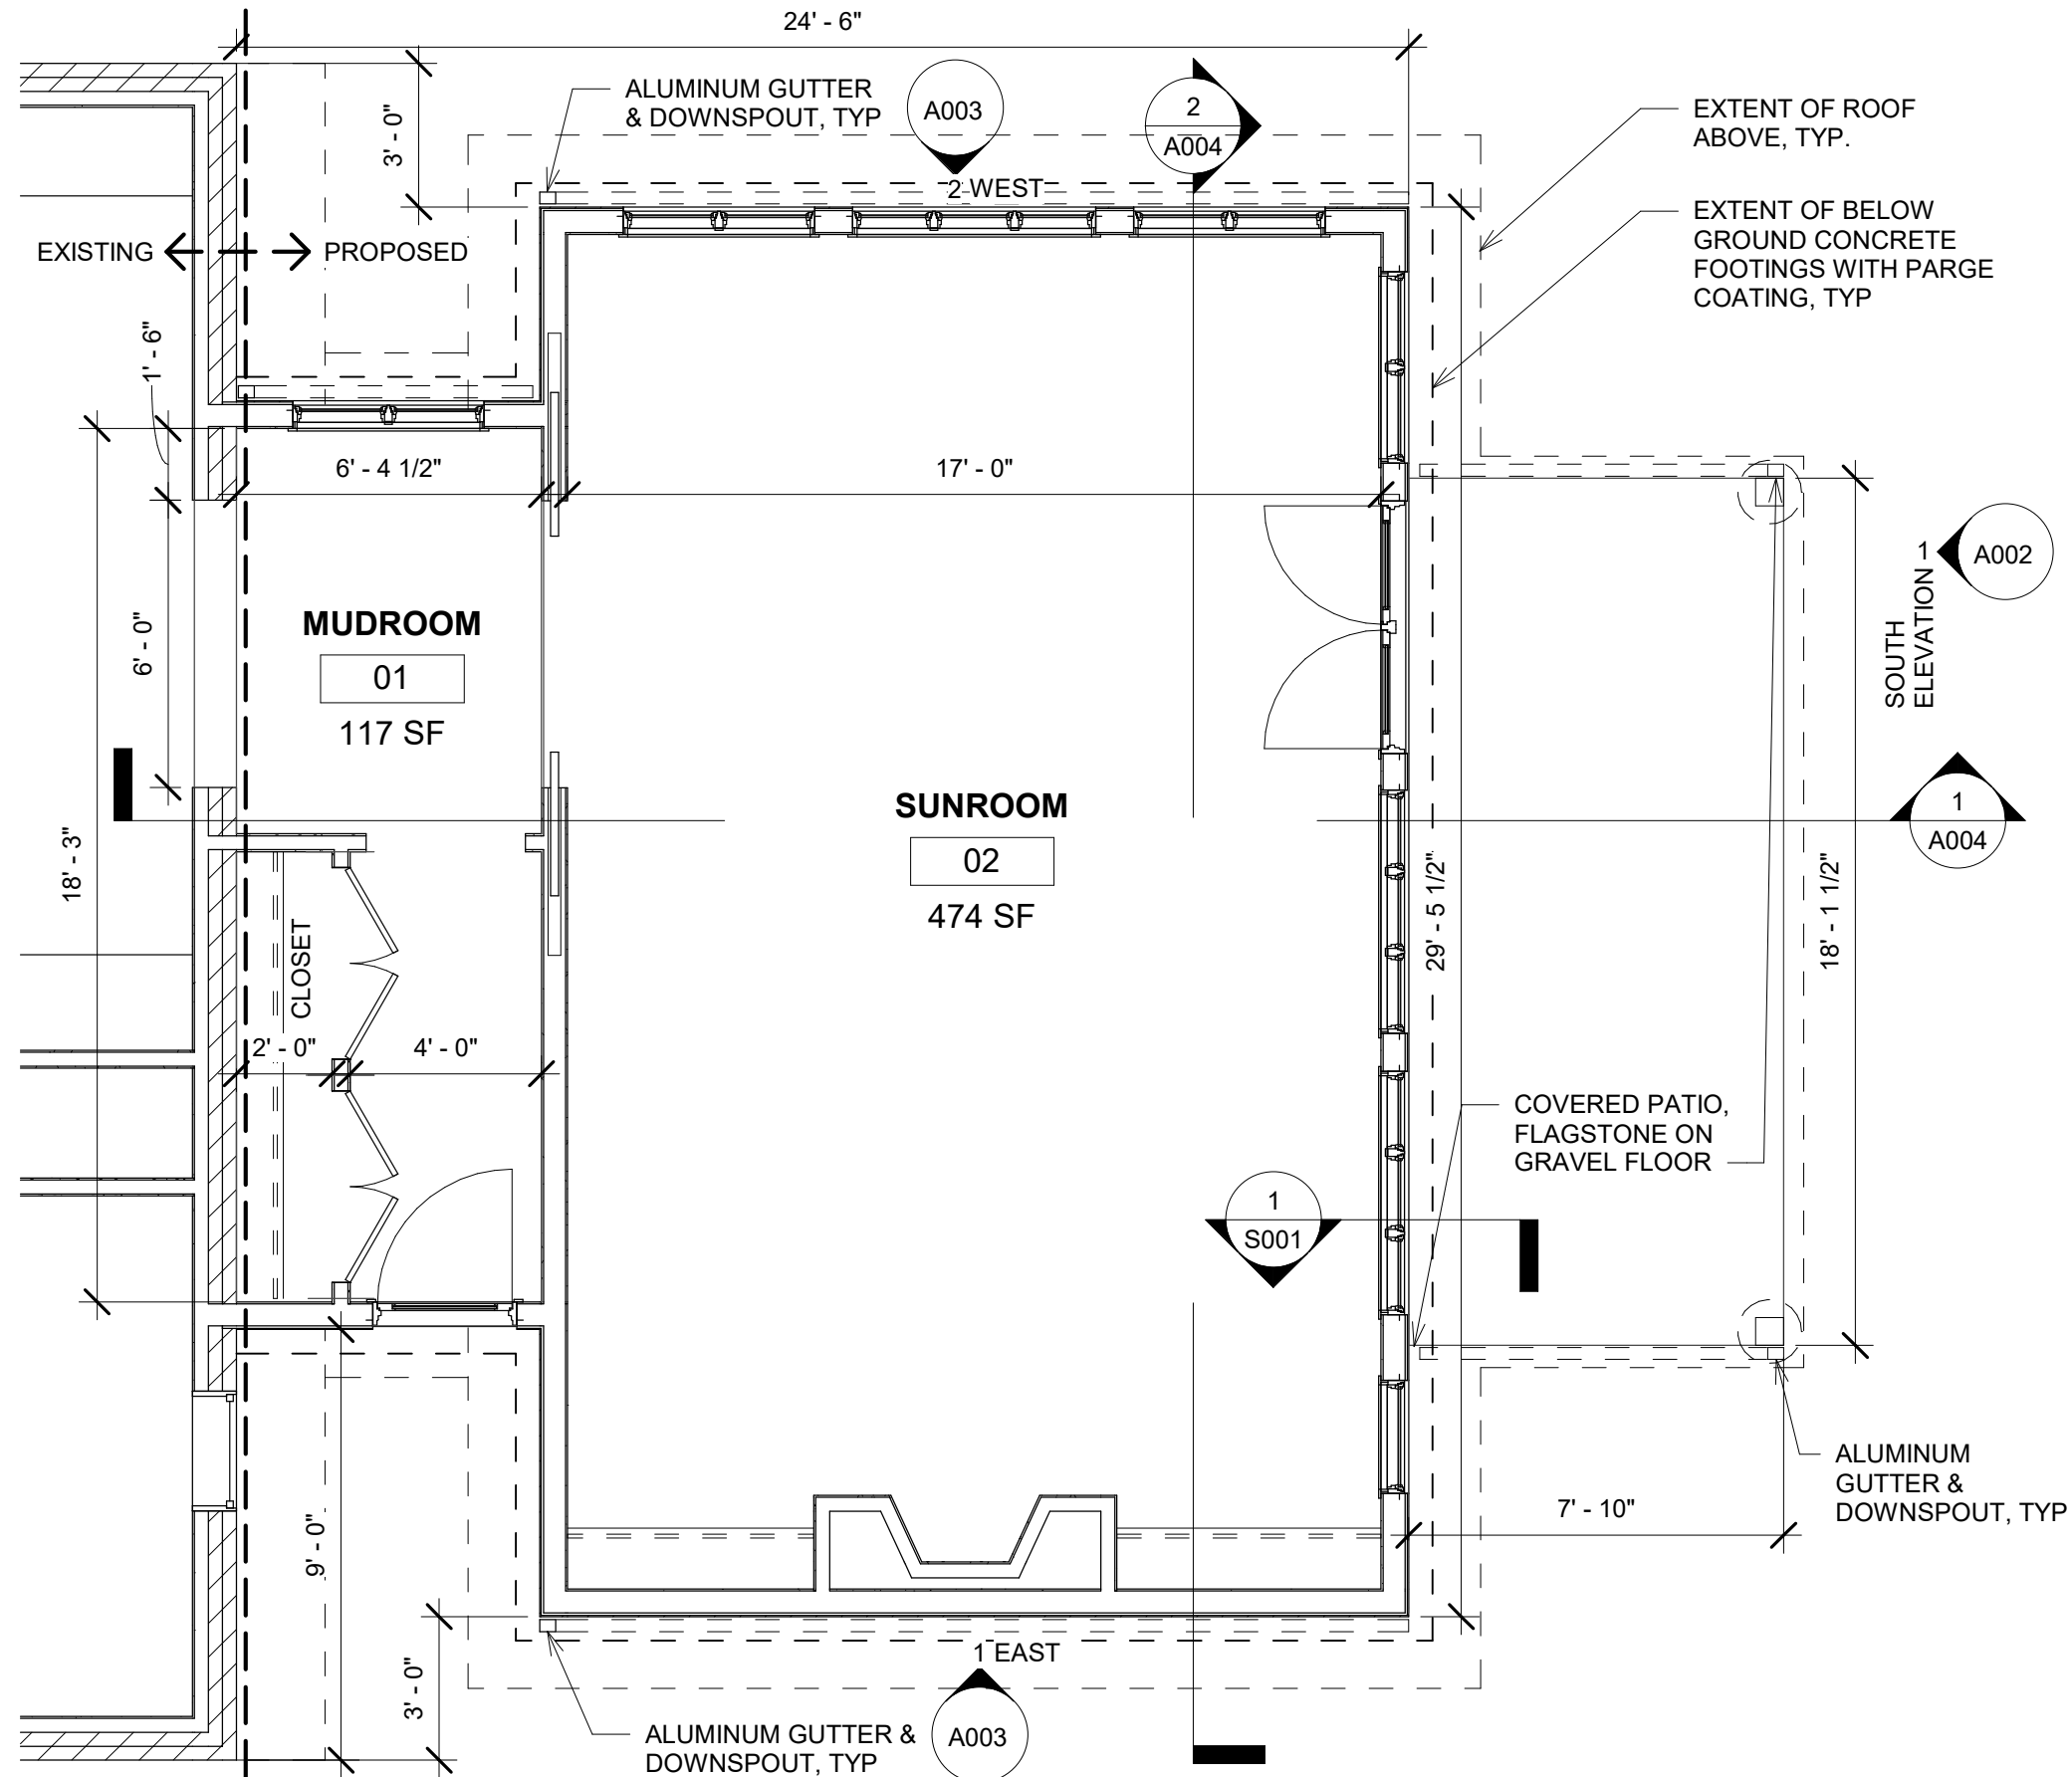 24' - 6"
ALUMINUM GUTTER
& DOWNSPOUT, TYP
A003
2 WEST
2
A004
EXTENT OF ROOF
ABOVE, TYP.
3' - 0"
EXTENT OF BELOW
GROUND CONCRETE
FOOTINGS WITH PARGE
COATING, TYP
EXISTING
PROPOSED
1' - 6"
6' - 4 1/2"
17' - 0"
SOUTH
ELEVATION
1
A002
6' - 0"
MUDROOM
01
117 SF
SUNROOM
02
474 SF
1
A004
18' - 3"
29' - 5 1/2"
18' - 1 1/2"
CLOSET
2' - 0"
4' - 0"
COVERED PATIO,
FLAGSTONE ON
GRAVEL FLOOR
1
S001
ALUMINUM
GUTTER &
DOWNSPOUT, TYP
7' - 10"
9' - 0"
3' - 0"
1 EAST
A003
ALUMINUM GUTTER &
DOWNSPOUT, TYP